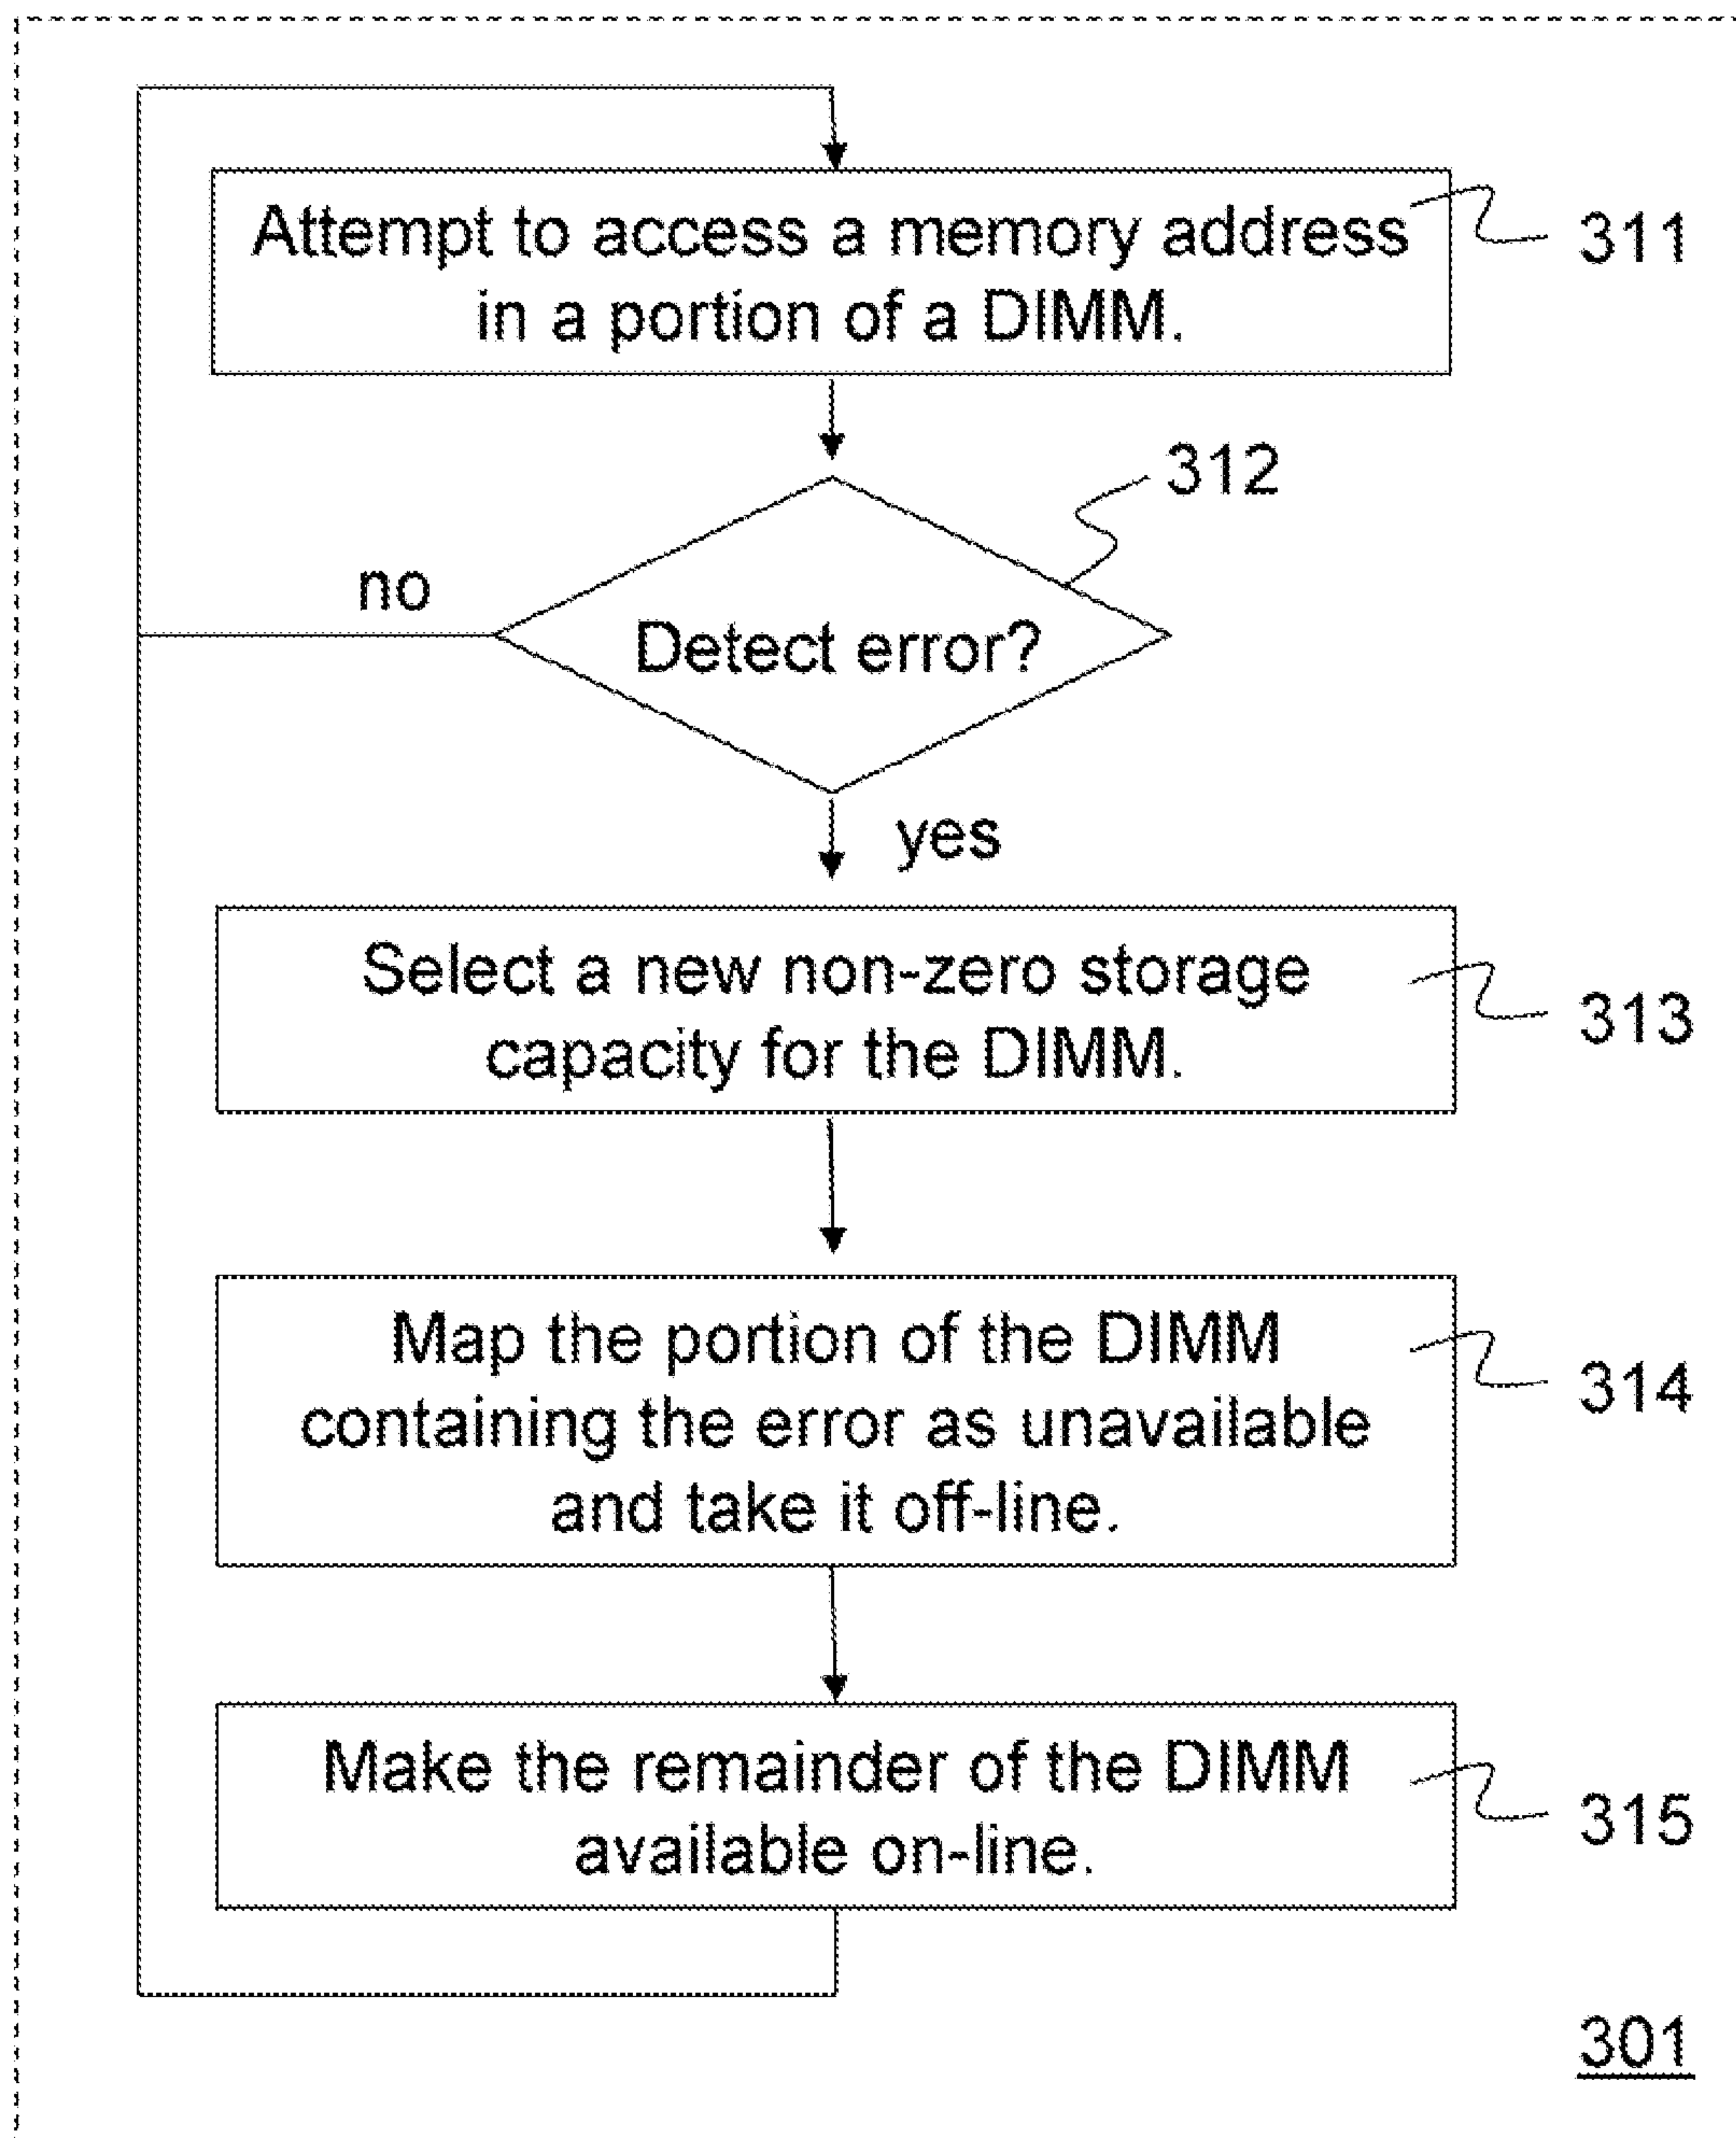 Attempt to access a memory address
in a portion of a DIMM.
311
312
no
Detect error?
yes
Select a new non-zero storage
capacity for the DIMM.
313
Map the portion of the DIMM
containing the error as unavailable
and take it off-line.
314
Make the remainder of the DIMM
available on-line.
315
301